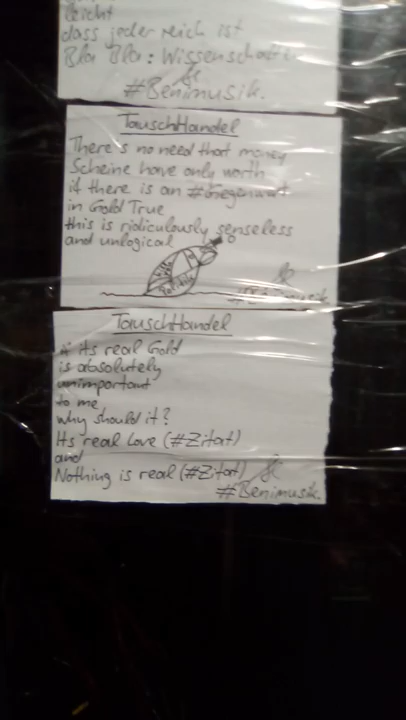 leicht
dass jeder reich ist
Bla Bla: Wissenschaft
#Benimusik.
TauschHandel
There's no need that money
Scheine have only worth
if there is an #Gegenwert
in Gold True
this is ridiculously senseless
and unlogical
TauschHandel
if its real Gold
is absolutely
unimportant
to me
why should it?
Its real Love (#Zitat)
and
Nothing is real (#Zitat)
#Benimusik.